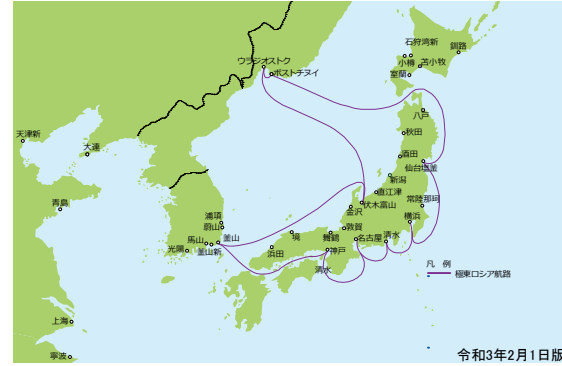 石狩湾新
釧路
小樽
苫小牧
室蘭
ウラジオストク
ボストチヌイ
八戸
秋田
天津新
大連
酒田
仙台塩釜
新潟
直江津
常陸那珂
青島
伏木富山
金沢
横浜
浦項
蔚山
敦賀
馬山
釜山
境
舞鶴
名古屋
清水
光陽
釜山新
浜田
神戸
清水
凡 例
極東ロシア航路
上海
寧波
令和3年2月1日版